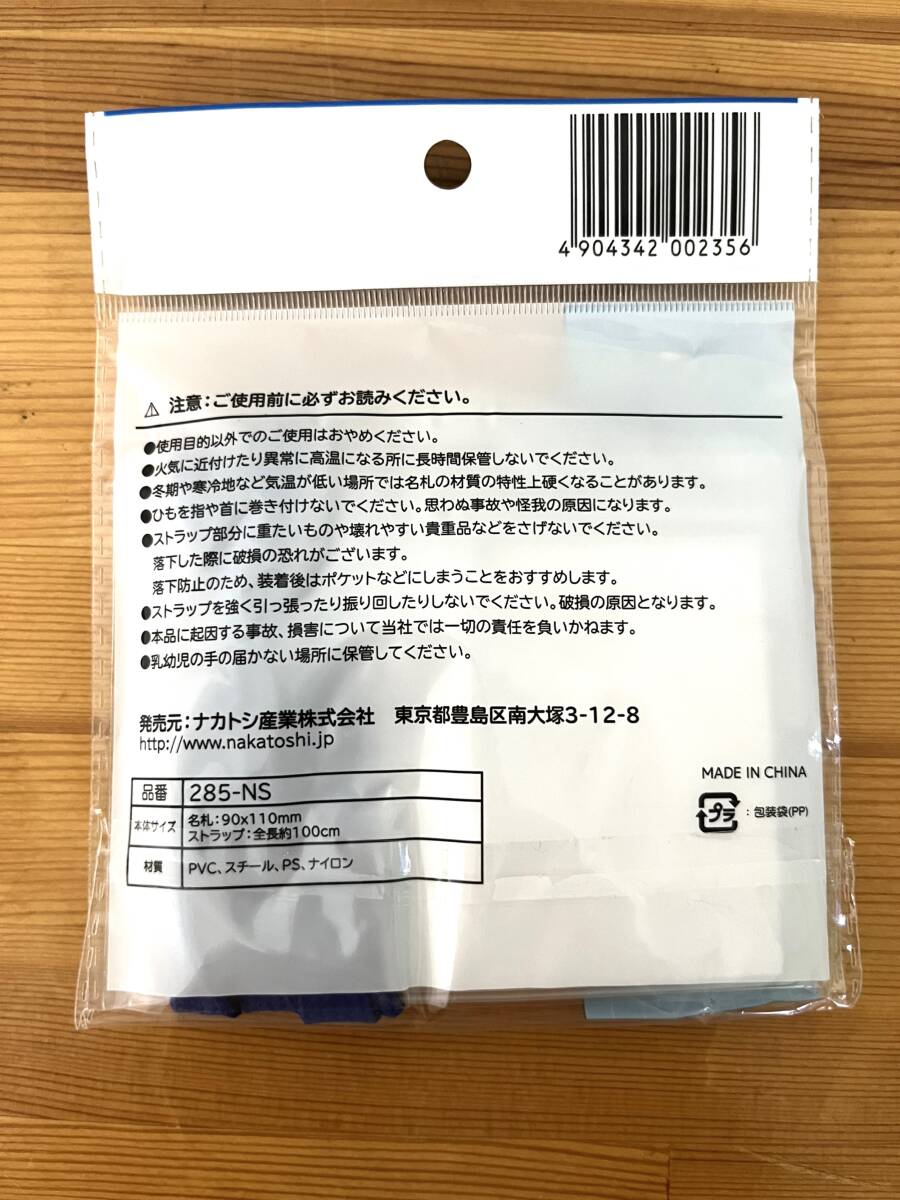 4 904342 002356
⚠ 注意：ご使用前に必ずお読みください。
●使用目的以外でのご使用はおやめください。
●火気に近付けたり異常に高温になる所に長時間保管しないでください。
●冬期や寒冷地など気温が低い場所では名札の材質の特性上硬くなることがあります。
●ひもを指や首に巻き付けないでください。思わぬ事故や怪我の原因になります。
●ストラップ部分に重たいものや壊れやすい貴重品などをさげないでください。
落下した際に破損の恐れがございます。
落下防止のため、装着後はポケットなどにしまうことをおすすめします。
●ストラップを強く引っ張ったり振り回したりしないでください。破損の原因となります。
●本品に起因する事故、損害について当社では一切の責任を負いかねます。
●乳幼児の手の届かない場所に保管してください。
発売元：ナカトシ産業株式会社 東京都豊島区南大塚3-12-8
http://www.nakatoshi.jp
品番 285-NS
本体サイズ 名札：90x110mm
ストラップ：全長約100cm
材質 PVC、スチール、PS、ナイロン
MADE IN CHINA
プラ ：包装袋(PP)